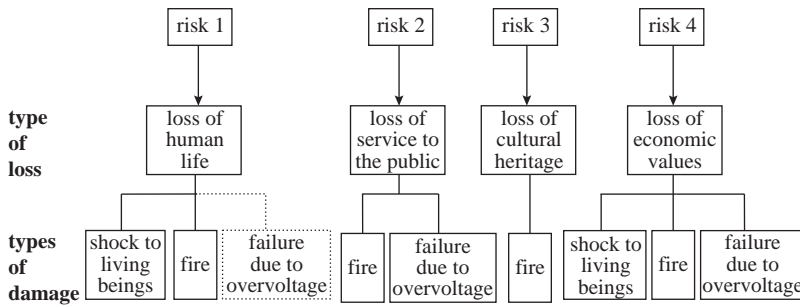 risk 1
risk 2
risk 3
risk 4
type
of
loss
loss of
human
life
loss of
service to
the public
loss of
cultural
heritage
loss of
economic
values
types
of
damage
shock to
living
beings
fire
failure
due to
overvoltage
fire
failure
due to
overvoltage
fire
shock to
living
beings
fire
failure
due to
overvoltage